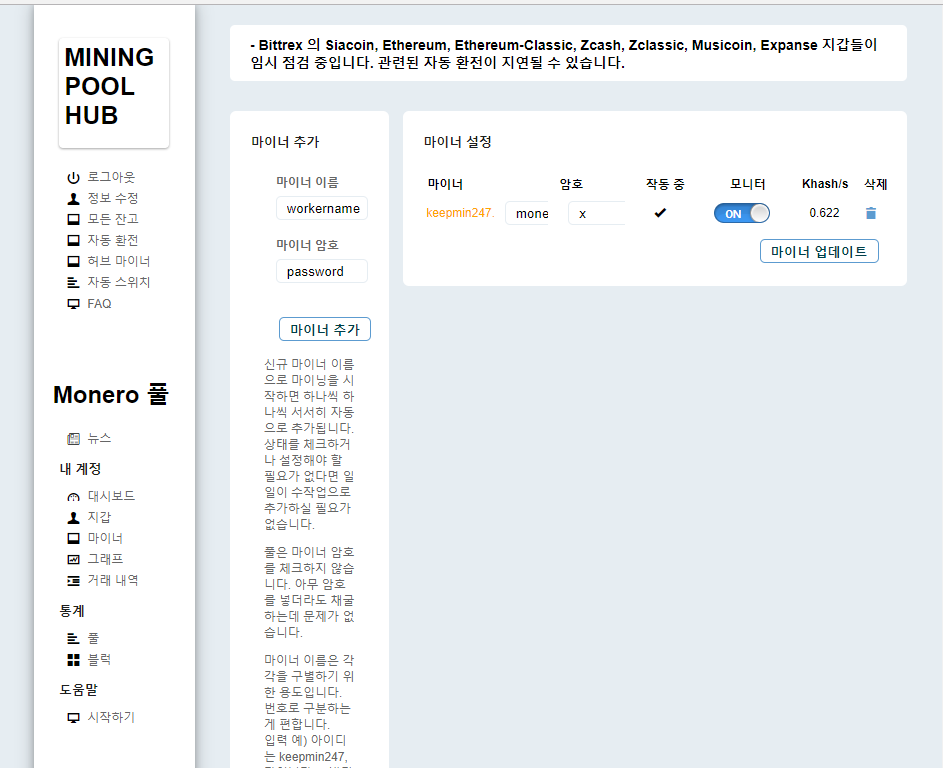 MINING
POOL
HUB
로그아웃
정보 수정
모든 잔고
자동 환전
허브 마이너
자동 스위치
FAQ
Monero 풀
뉴스
내 계정
대시보드
지갑
마이너
그래프
거래 내역
통계
풀
블럭
도움말
시작하기
- Bittrex 의 Siacoin, Ethereum, Ethereum-Classic, Zcash, Zclassic, Musicoin, Expanse 지갑들이
임시 점검 중입니다. 관련된 자동 환전이 지연될 수 있습니다.
마이너 추가
마이너 이름
workername
마이너 암호
password
마이너 추가
신규 마이너 이름
으로 마이닝을 시
작하면 하나씩 하
나씩 서서히 자동
으로 추가됩니다.
상태를 체크하거
나 설정해야 할
필요가 없다면 일
일이 수작업으로
추가하실 필요가
없습니다.
풀은 마이너 암호
를 체크하지 않습
니다. 아무 암호
를 넣더라도 채굴
하는데 문제가 없
습니다.
마이너 이름은 각
각을 구별하기 위
한 용도입니다.
번호로 구분하는
게 편합니다.
입력 예) 아이디
는 keepmin247,
마이너 설정
마이너 암호 작동 중 모니터 Khash/s 삭제
keepmin247. mone x ON 0.622
마이너 업데이트